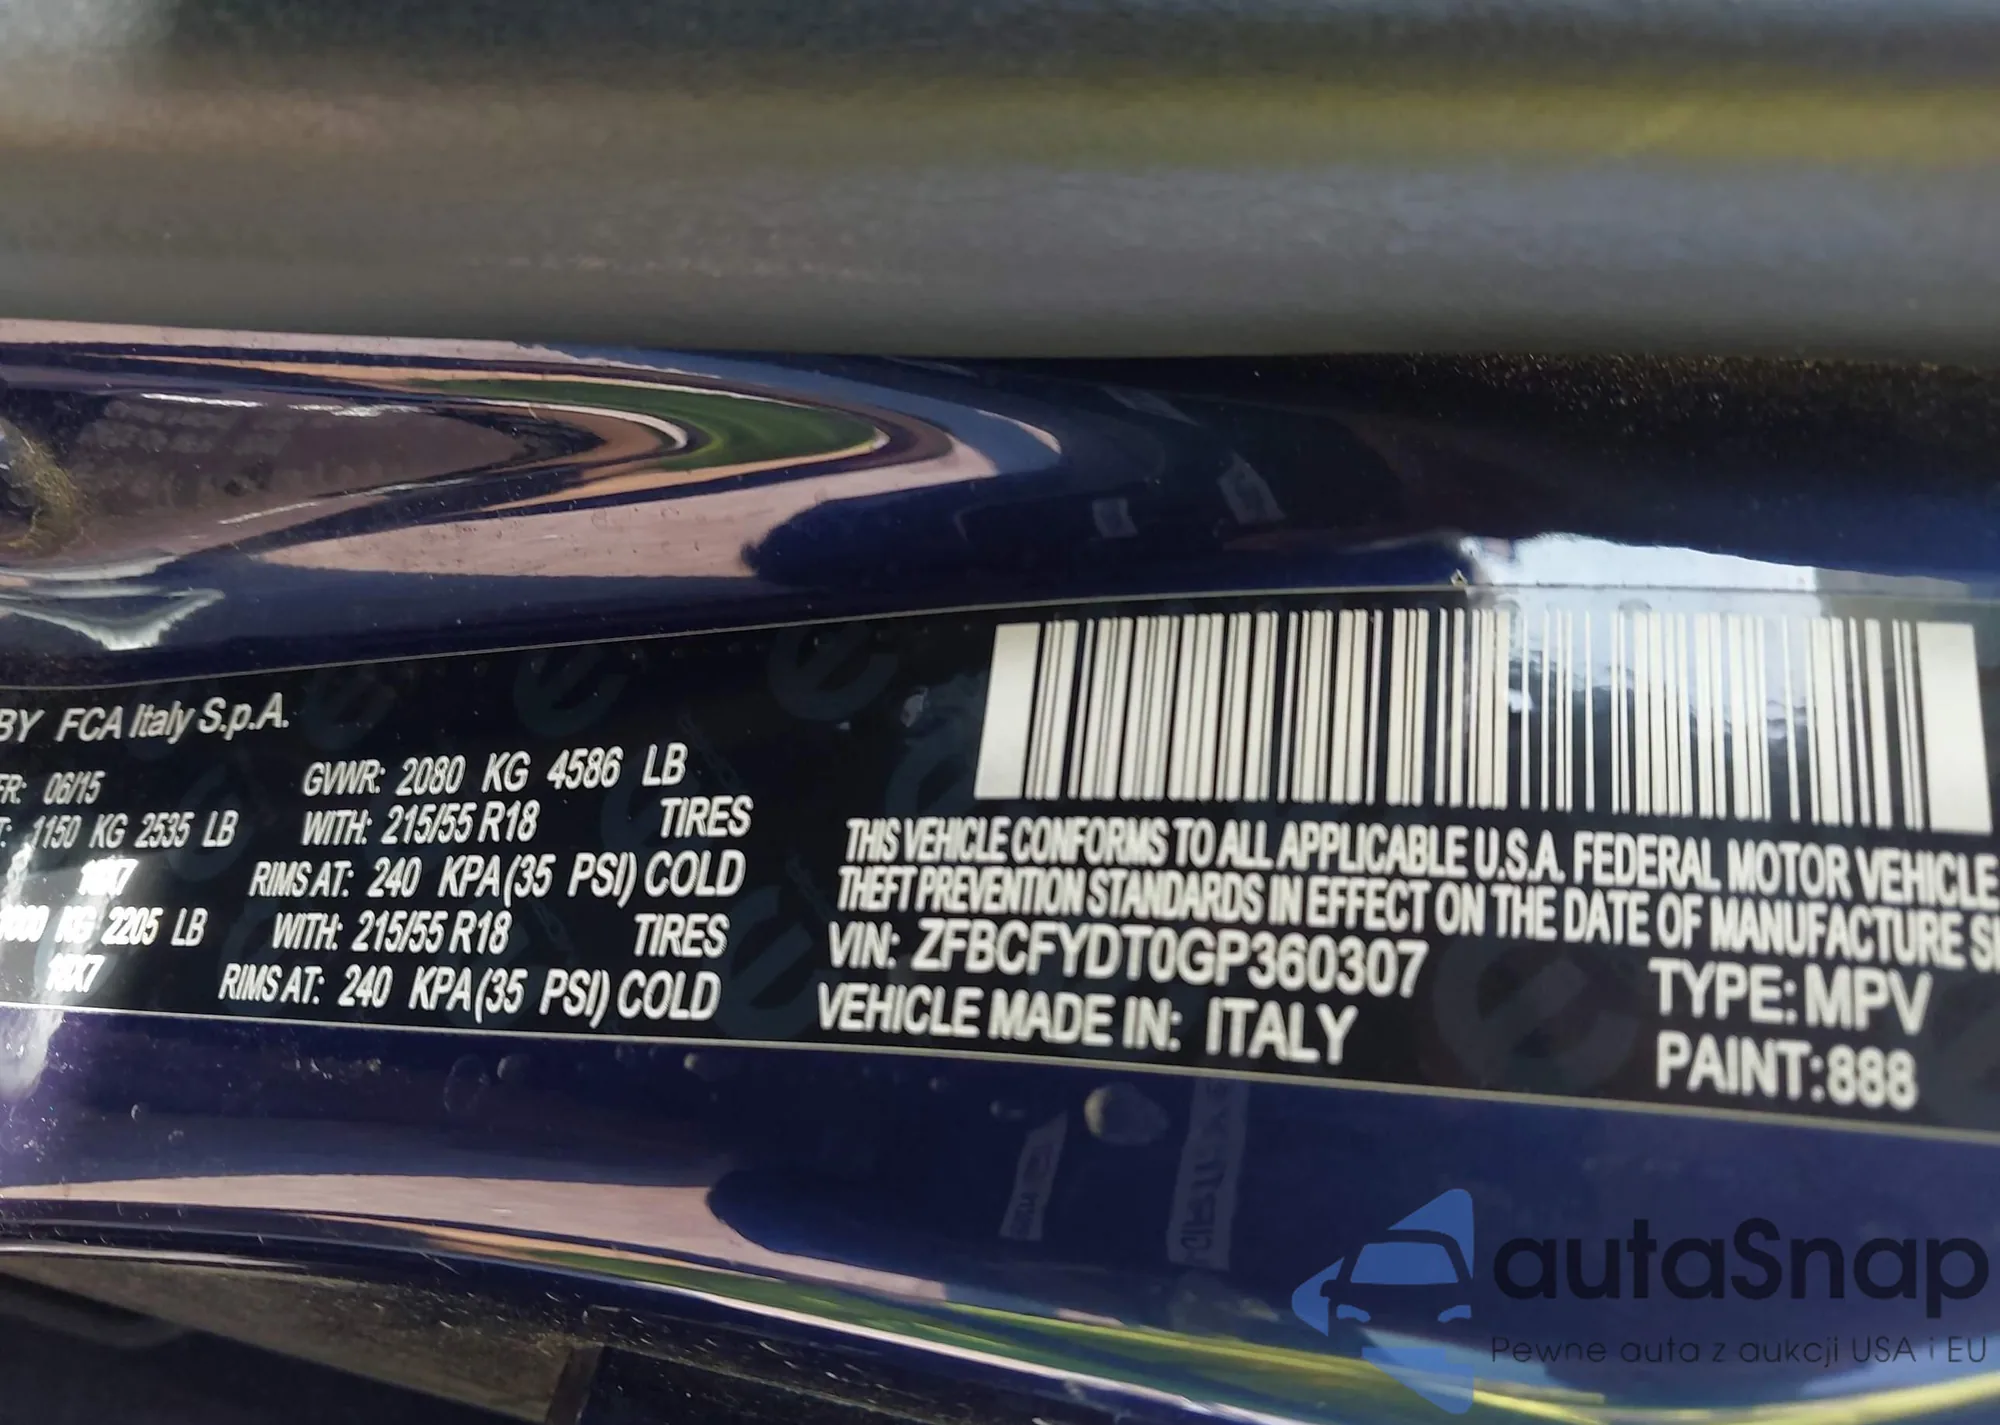 BY FCA Italy S.p.A.
FR: 06/15
GVWR: 2080 KG 4586 LB
T: 1150 KG 2535 LB
WITH: 215/55 R18 TIRES
RIMS AT: 240 KPA (35 PSI) COLD
KG 2205 LB
WITH: 215/55 R18 TIRES
RIMS AT: 240 KPA (35 PSI) COLD
THIS VEHICLE CONFORMS TO ALL APPLICABLE U.S.A. FEDERAL MOTOR VEHICLE
THEFT PREVENTION STANDARDS IN EFFECT ON THE DATE OF MANUFACTURE
VIN: ZFBCFYDT0GP360307
TYPE: MPV
VEHICLE MADE IN: ITALY
PAINT: 888
autaSnap
Pewne auta z aukcji USA i EU